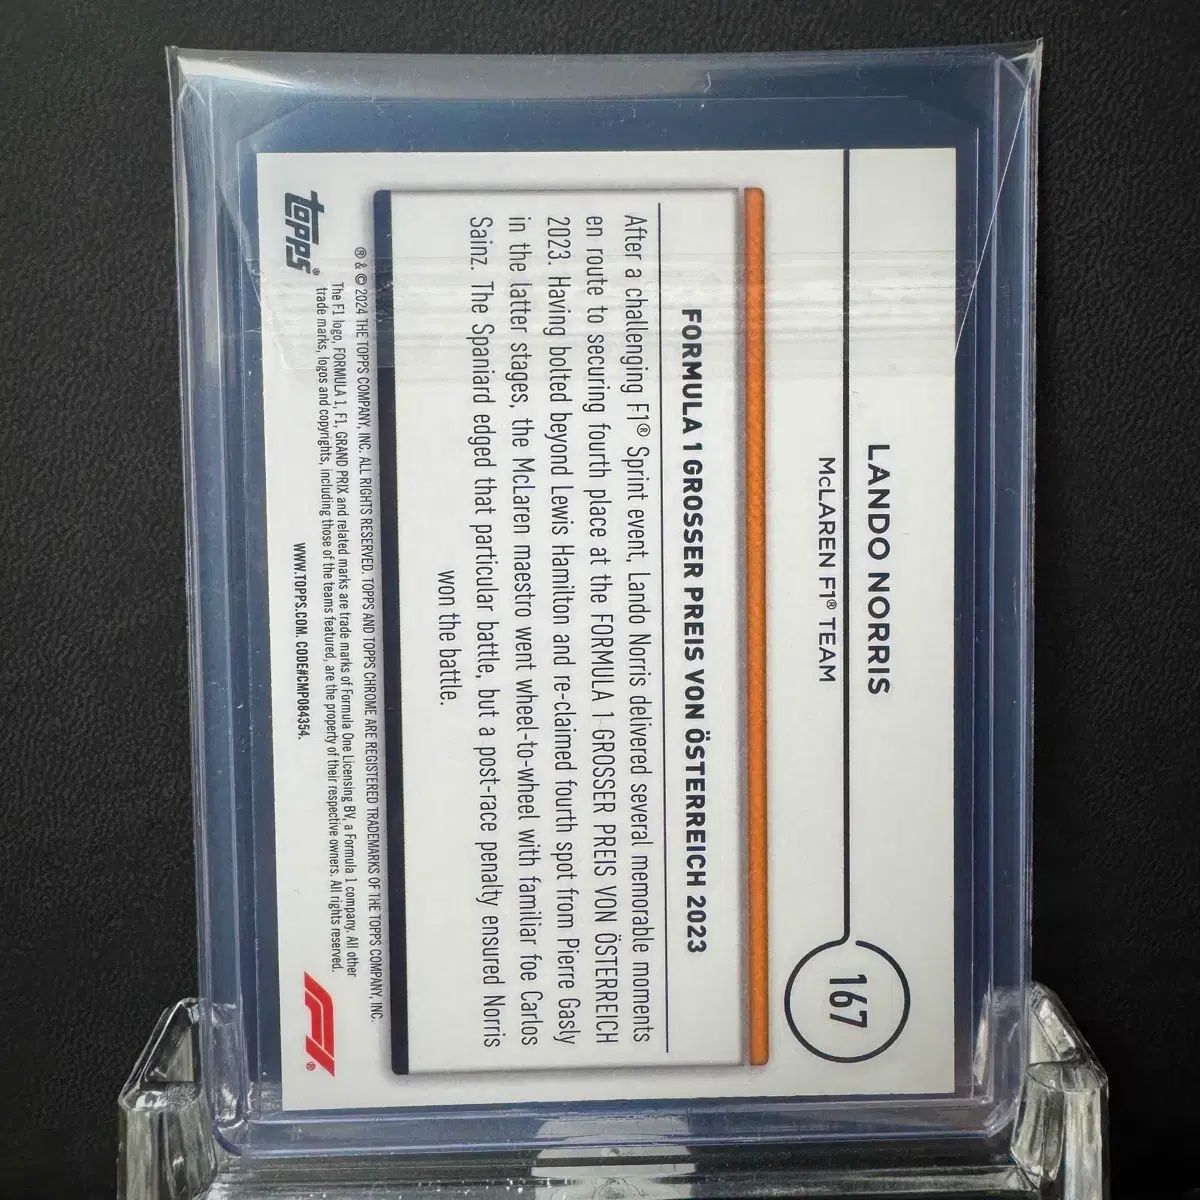 LANDO NORRIS
McLAREN F1® TEAM
167
FORMULA 1 GROSSER PREIS VON ÖSTERREICH 2023
After a challenging F1® Sprint event, Lando Norris delivered several memorable moments
en route to securing fourth place at the FORMULA 1 GROSSER PREIS VON ÖSTERREICH
2023. Having bolted beyond Lewis Hamilton and re-claimed fourth spot from Pierre Gasly
in the latter stages, the McLaren maestro went wheel-to-wheel with familiar foe Carlos
Sainz. The Spaniard edged that particular battle, but a post-race penalty ensured Norris
won the battle.
® & © 2024 THE TOPPS COMPANY, INC. ALL RIGHTS RESERVED. TOPPS AND TOPPS CHROME ARE REGISTERED TRADEMARKS OF THE TOPPS COMPANY, INC.
The F1 logo, FORMULA 1, F1, GRAND PRIX and related marks are trade marks of Formula One Licensing BV, a Formula 1 company. All other
trade marks, logos and copyrights, including those of the teams featured, are the property of their respective owners. All rights reserved.
WWW.TOPPS.COM. CODE#CMP084354.
topps®
F1®